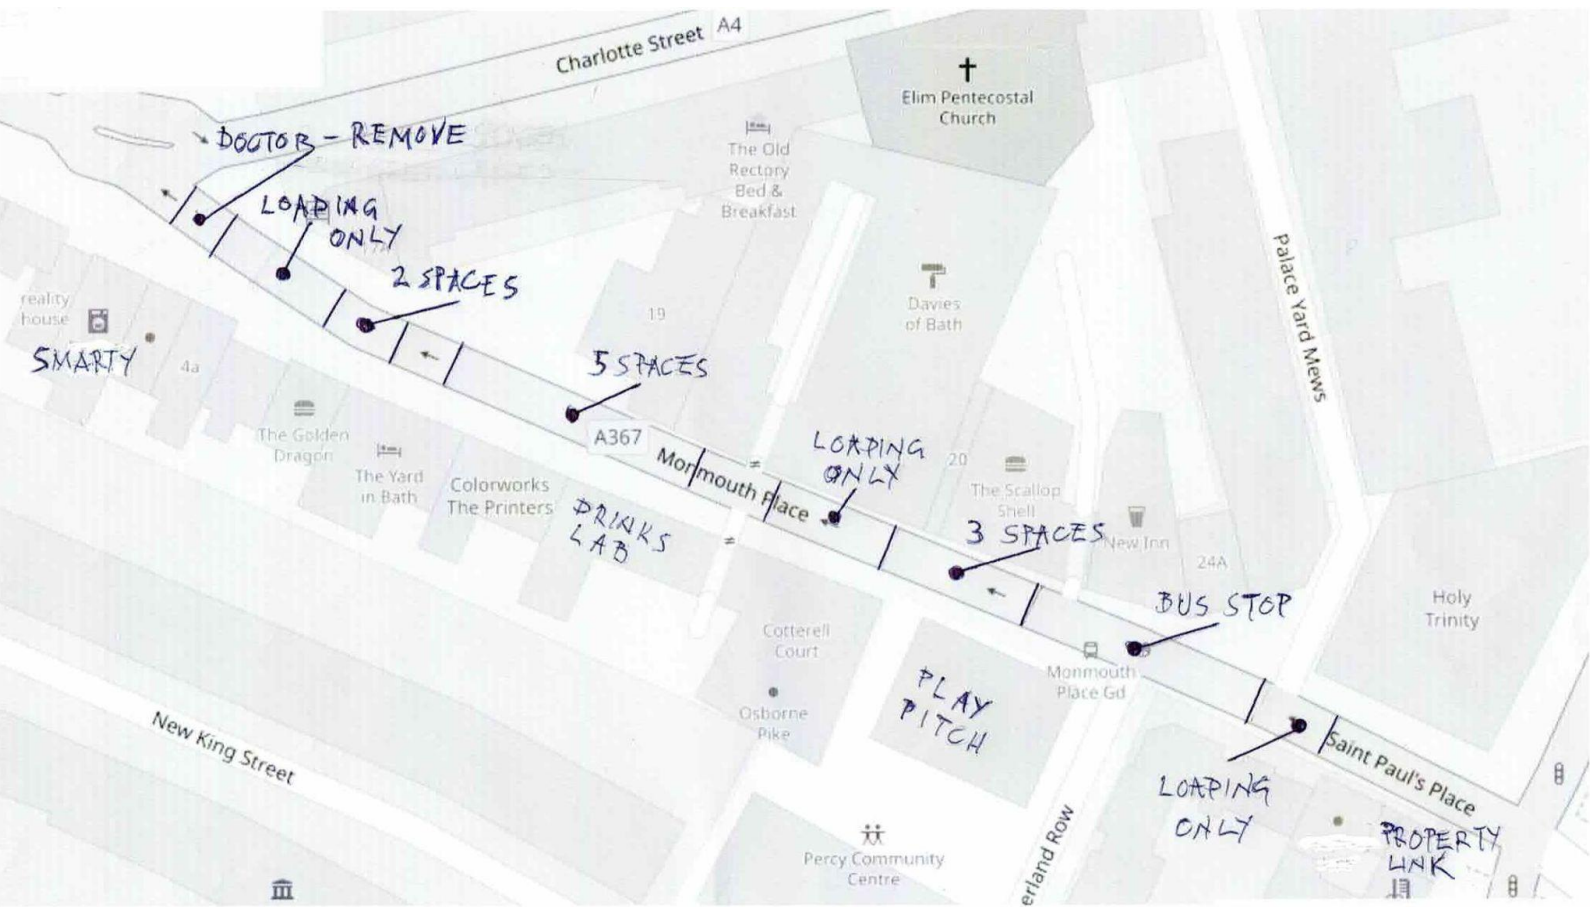 Charlotte Street A4
Elim Pentecostal
Church
DOCTOR - REMOVE
The Old
Rectory
Bed &
Breakfast
LOADING
ONLY
2 SPACES
Palace Yard Mews
reality
house
SMARTY
4a
19
Davies
of Bath
5 SPACES
The Golden
Dragon
A367
Monmouth Place
LOADING
ONLY
20
The Scallop
Shell
The Yard
in Bath
Colorworks
The Printers
DRINKS
LAB
3 SPACES
New Inn
24A
BUS STOP
Holy
Trinity
Cotterell
Court
Monmouth
Place Gd
PLAY
PITCH
Osborne
Pike
New King Street
Saint Paul's Place
LOADING
ONLY
PROPERTY
LINK
Percy Community
Centre
erland Row